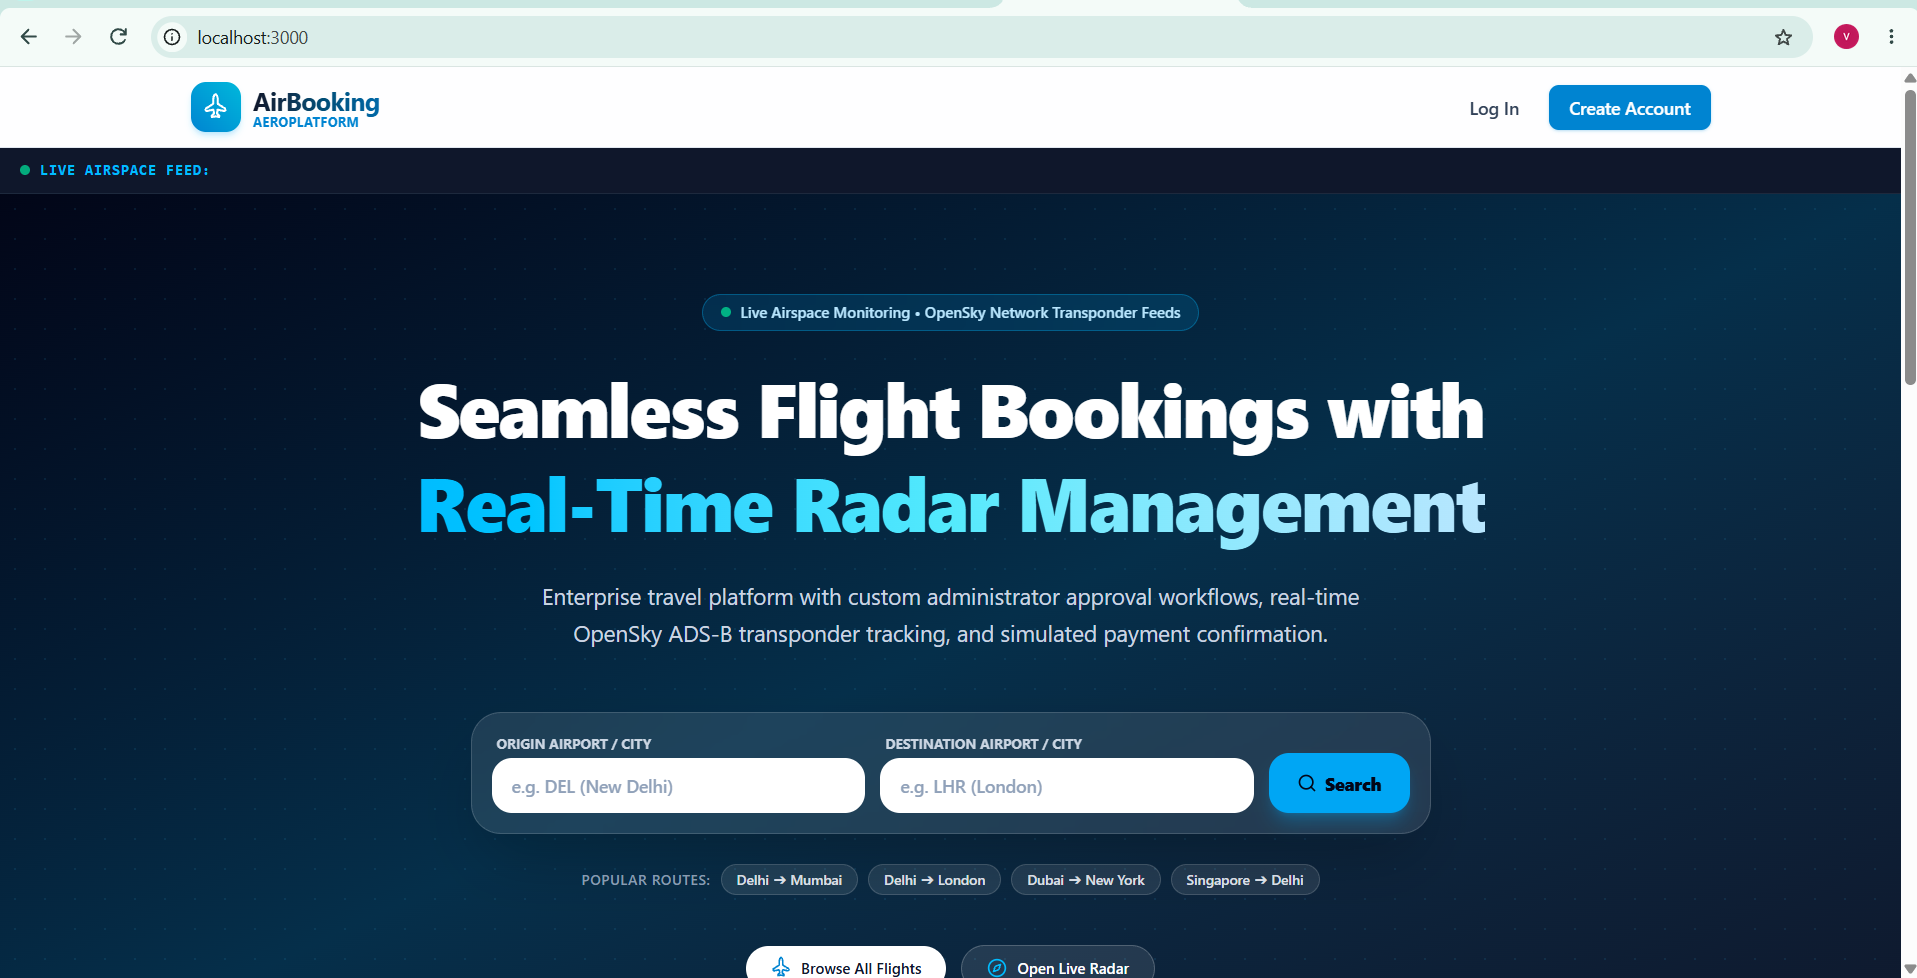 localhost:3000
V
AirBooking
AEROPLATFORM
Log In
Create Account
LIVE AIRSPACE FEED:
Live Airspace Monitoring • OpenSky Network Transponder Feeds
Seamless Flight Bookings with
Real-Time Radar Management
Enterprise travel platform with custom administrator approval workflows, real-time
OpenSky ADS-B transponder tracking, and simulated payment confirmation.
ORIGIN AIRPORT / CITY
DESTINATION AIRPORT / CITY
e.g. DEL (New Delhi)
e.g. LHR (London)
Search
POPULAR ROUTES:
Delhi → Mumbai
Delhi → London
Dubai → New York
Singapore → Delhi
Browse All Flights
Open Live Radar